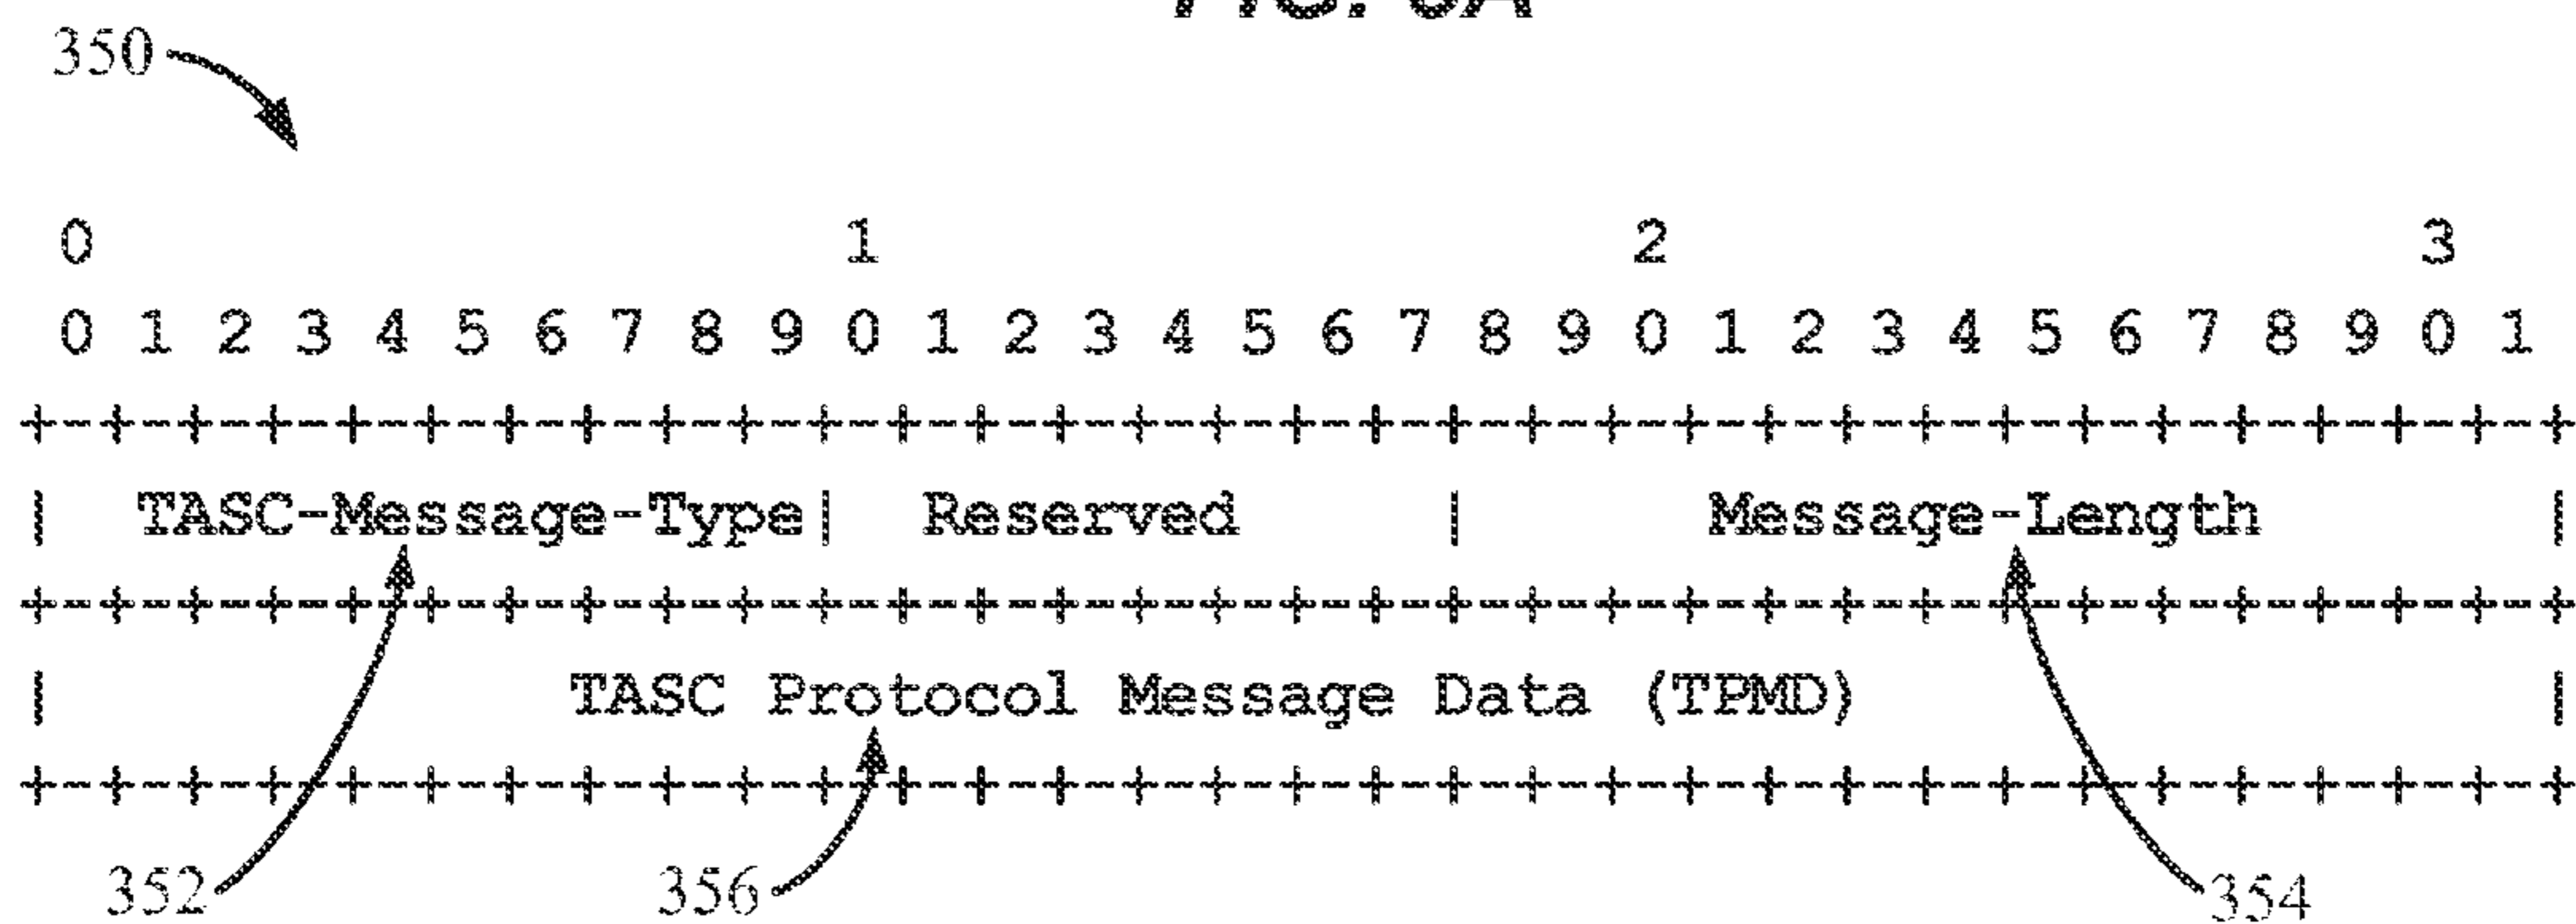 350
0 1 2 3
0 1 2 3 4 5 6 7 8 9 0 1 2 3 4 5 6 7 8 9 0 1 2 3 4 5 6 7 8 9 0 1
+-+-+-+-+-+-+-+-+-+-+-+-+-+-+-+-+-+-+-+-+-+-+-+-+-+-+-+-+-+-+-+-+
| TASC-Message-Type| Reserved | Message-Length |
+-+-+-+-+-+-+-+-+-+-+-+-+-+-+-+-+-+-+-+-+-+-+-+-+-+-+-+-+-+-+-+-+
| TASC Protocol Message Data (TPMD) |
+-+-+-+-+-+-+-+-+-+-+-+-+-+-+-+-+-+-+-+-+-+-+-+-+-+-+-+-+-+-+-+-+
352 356 354